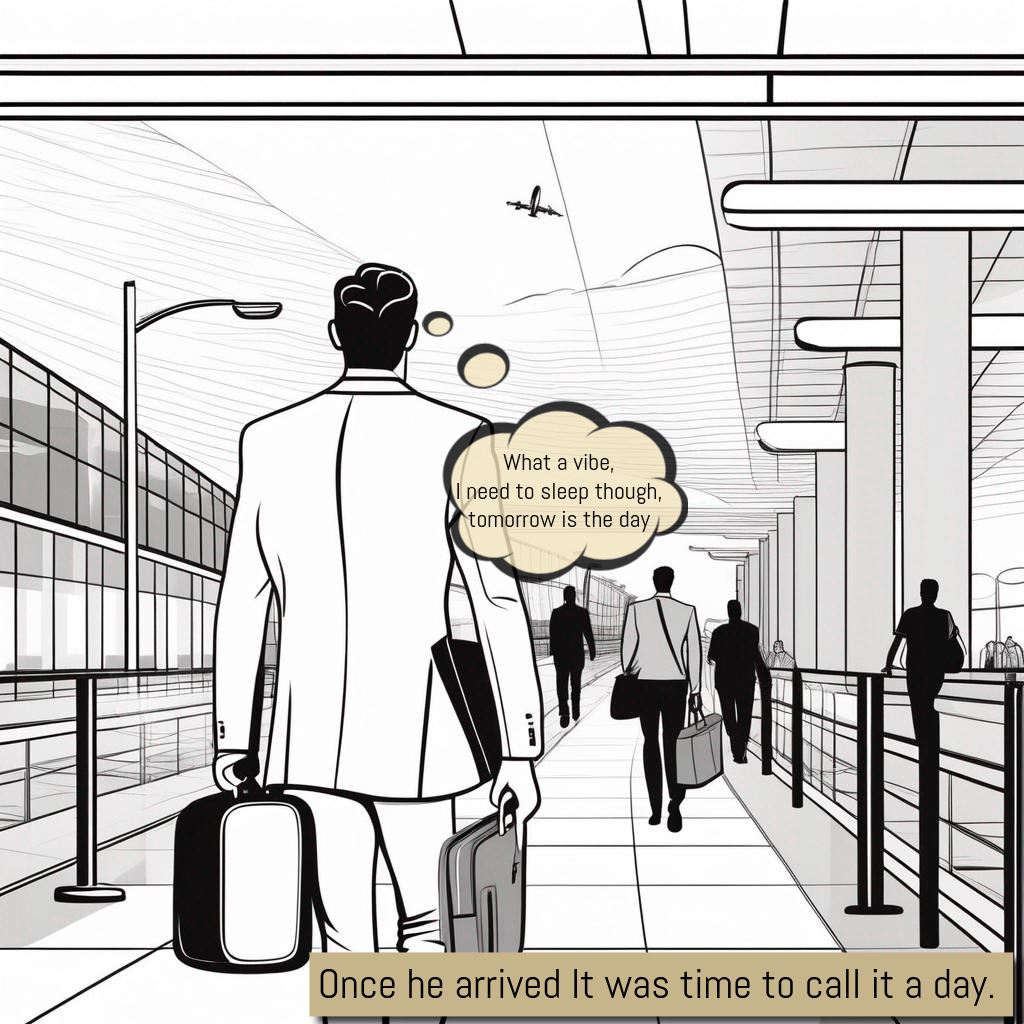 What a vibe,
I need to sleep though,
tomorrow is the day
Once he arrived It was time to call it a day.